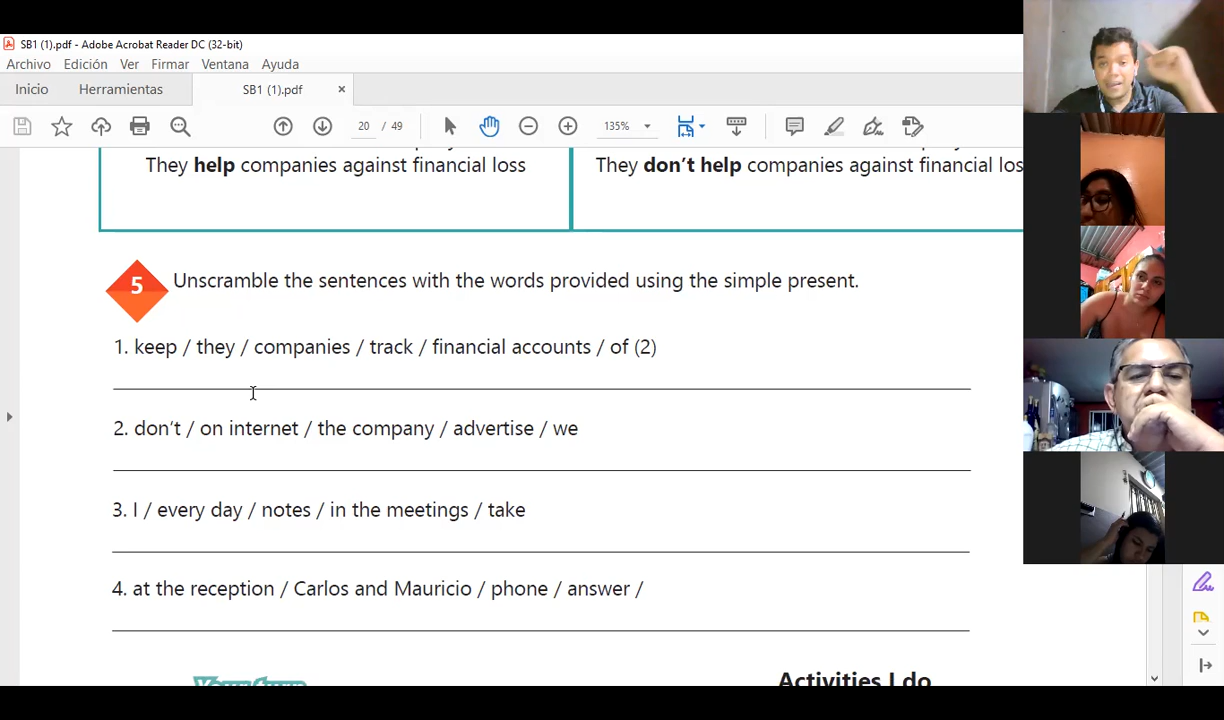 SB1 (1).pdf - Adobe Acrobat Reader DC (32-bit)
Archivo Edición Ver Firmar Ventana Ayuda
Inicio Herramientas SB1 (1).pdf ×
20 / 49 135%
They help companies against financial loss
They don't help companies against financial los
5 Unscramble the sentences with the words provided using the simple present.
1. keep / they / companies / track / financial accounts / of (2)
2. don't / on internet / the company / advertise / we
3. I / every day / notes / in the meetings / take
4. at the reception / Carlos and Mauricio / phone / answer /
Activities I do